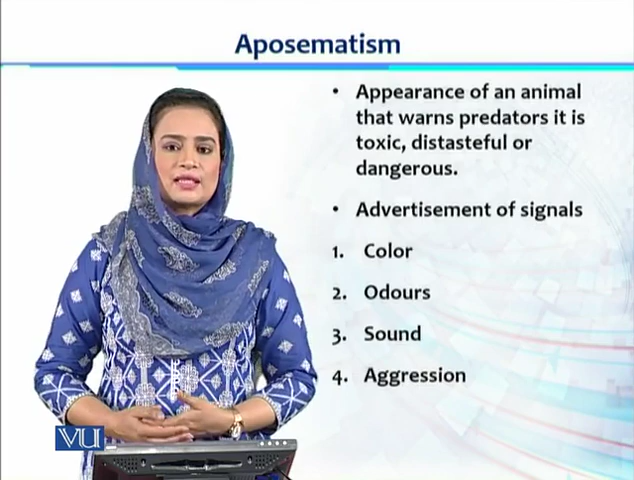 Aposematism
• Appearance of an animal
that warns predators it is
toxic, distasteful or
dangerous.
• Advertisement of signals
1. Color
2. Odours
3. Sound
4. Aggression
VU